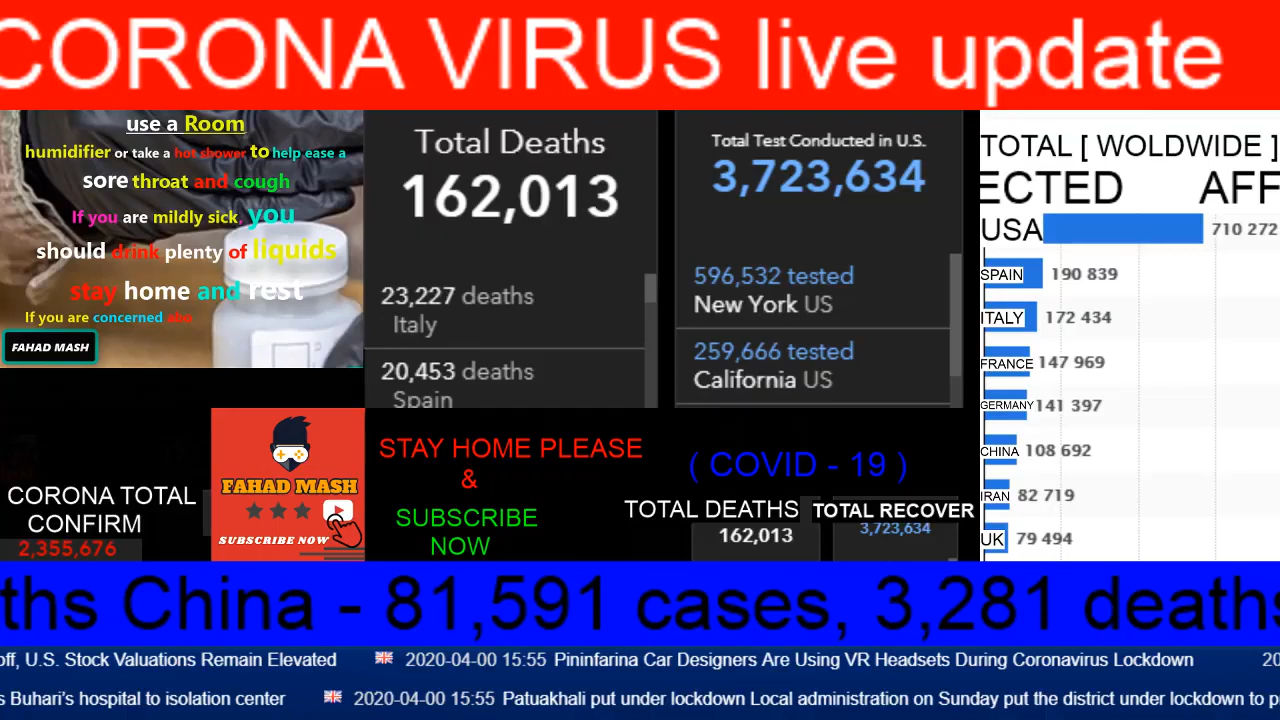 CORONA VIRUS live update
use a Room
humidifier or take a hot shower to help ease a
sore throat and cough
If you are mildly sick, you
should drink plenty of liquids
stay home and rest
If you are concerned abo
FAHAD MASH
Total Deaths
162,013
23,227 deaths
Italy
20,453 deaths
Spain
Total Test Conducted in U.S.
3,723,634
596,532 tested
New York US
259,666 tested
California US
TOTAL [ WOLDWIDE ]
ECTED AFF
USA 710 272
SPAIN 190 839
ITALY 172 434
FRANCE 147 969
GERMANY 141 397
CHINA 108 692
IRAN 82 719
UK 79 494
CORONA TOTAL
CONFIRM
2,355,676
FAHAD MASH
SUBSCRIBE NOW
STAY HOME PLEASE
&
SUBSCRIBE
NOW
( COVID - 19 )
TOTAL DEATHS
162,013
TOTAL RECOVER
3,723,634
ths China - 81,591 cases, 3,281 deaths
off, U.S. Stock Valuations Remain Elevated 2020-04-00 15:55 Pininfarina Car Designers Are Using VR Headsets During Coronavirus Lockdown 20
s Buhari's hospital to isolation center 2020-04-00 15:55 Patuakhali put under lockdown Local administration on Sunday put the district under lockdown to p